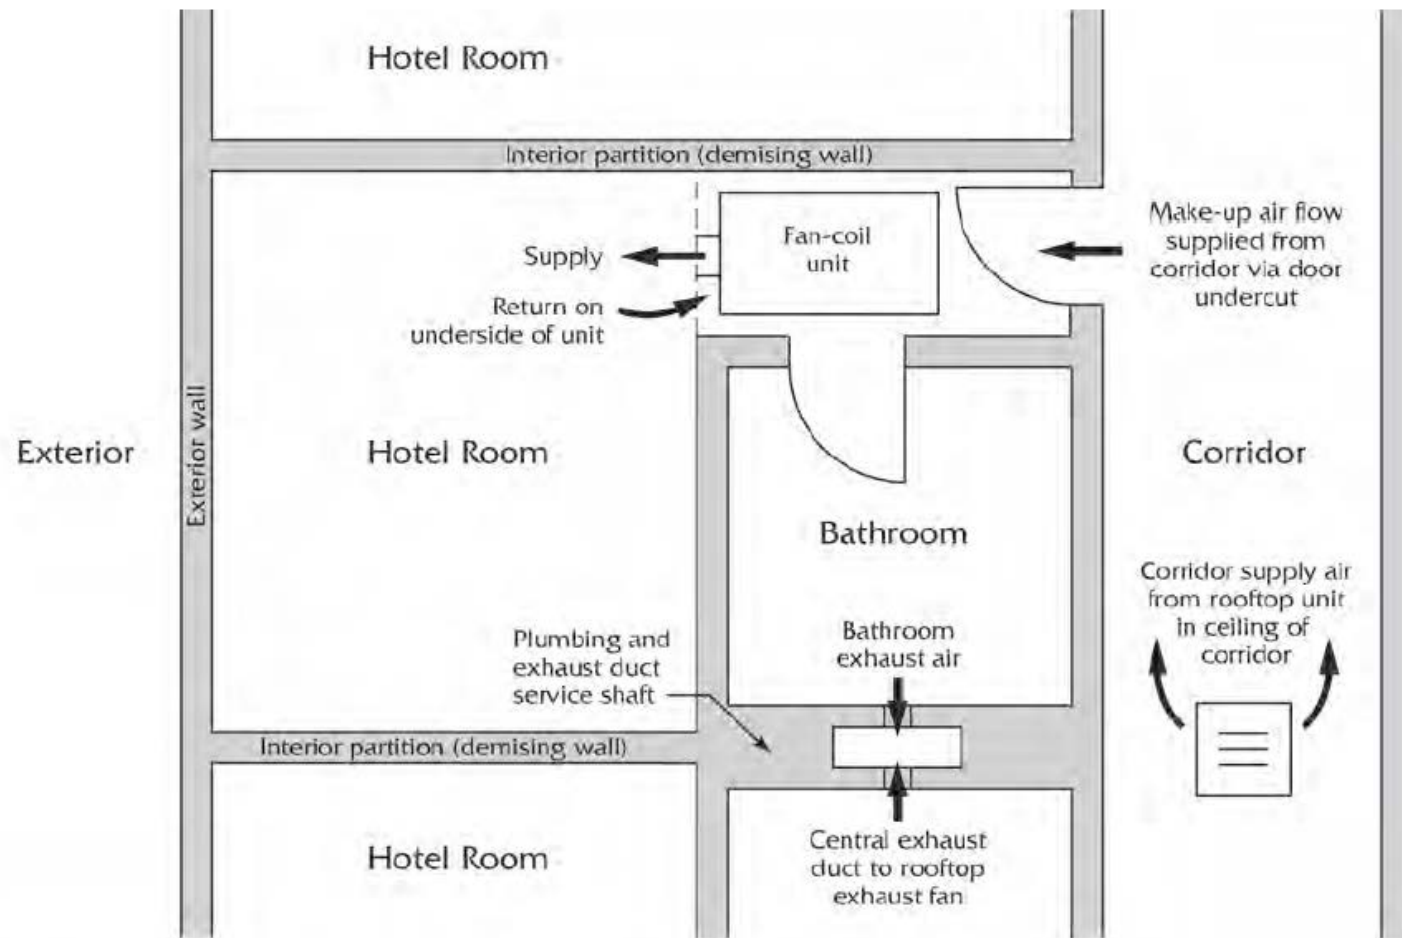 Hotel Room
Interior partition (demising wall)
Fan-coil
unit
Supply
Return on
underside of unit
Make-up air flow
supplied from
corridor via door
undercut
Exterior
Exterior wall
Hotel Room
Corridor
Bathroom
Corridor supply air
from rooftop unit
in ceiling of
corridor
Bathroom
exhaust air
Plumbing and
exhaust duct
service shaft
Interior partition (demising wall)
Hotel Room
Central exhaust
duct to rooftop
exhaust fan